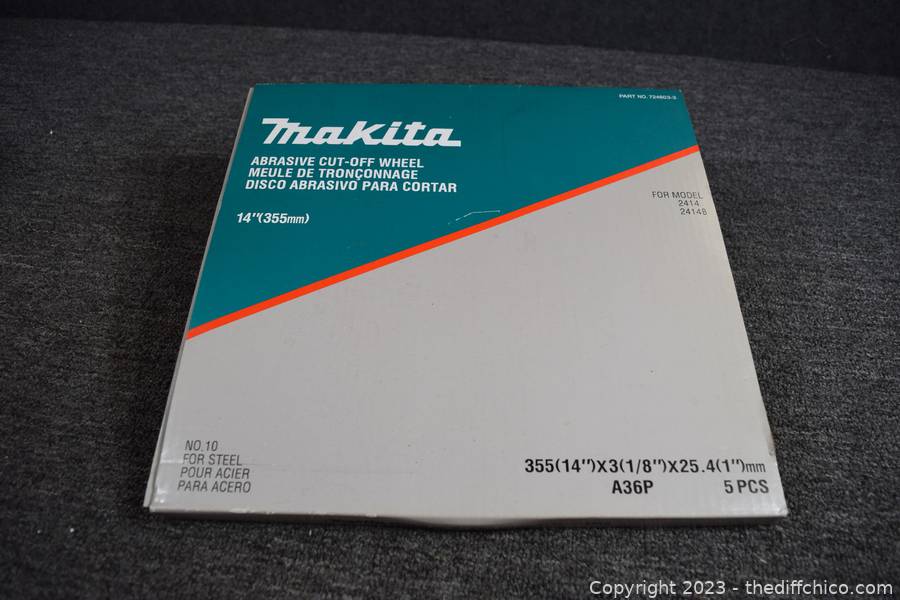 PART NO. 724603-3
Makita
ABRASIVE CUT-OFF WHEEL
MEULE DE TRONÇONNAGE
DISCO ABRASIVO PARA CORTAR
14"(355mm)
FOR MODEL
2414
2414B
NO.10
FOR STEEL
POUR ACIER
PARA ACERO
355(14")X3(1/8")X25.4(1")mm
A36P 5 PCS
Copyright 2023 - thediffchico.com